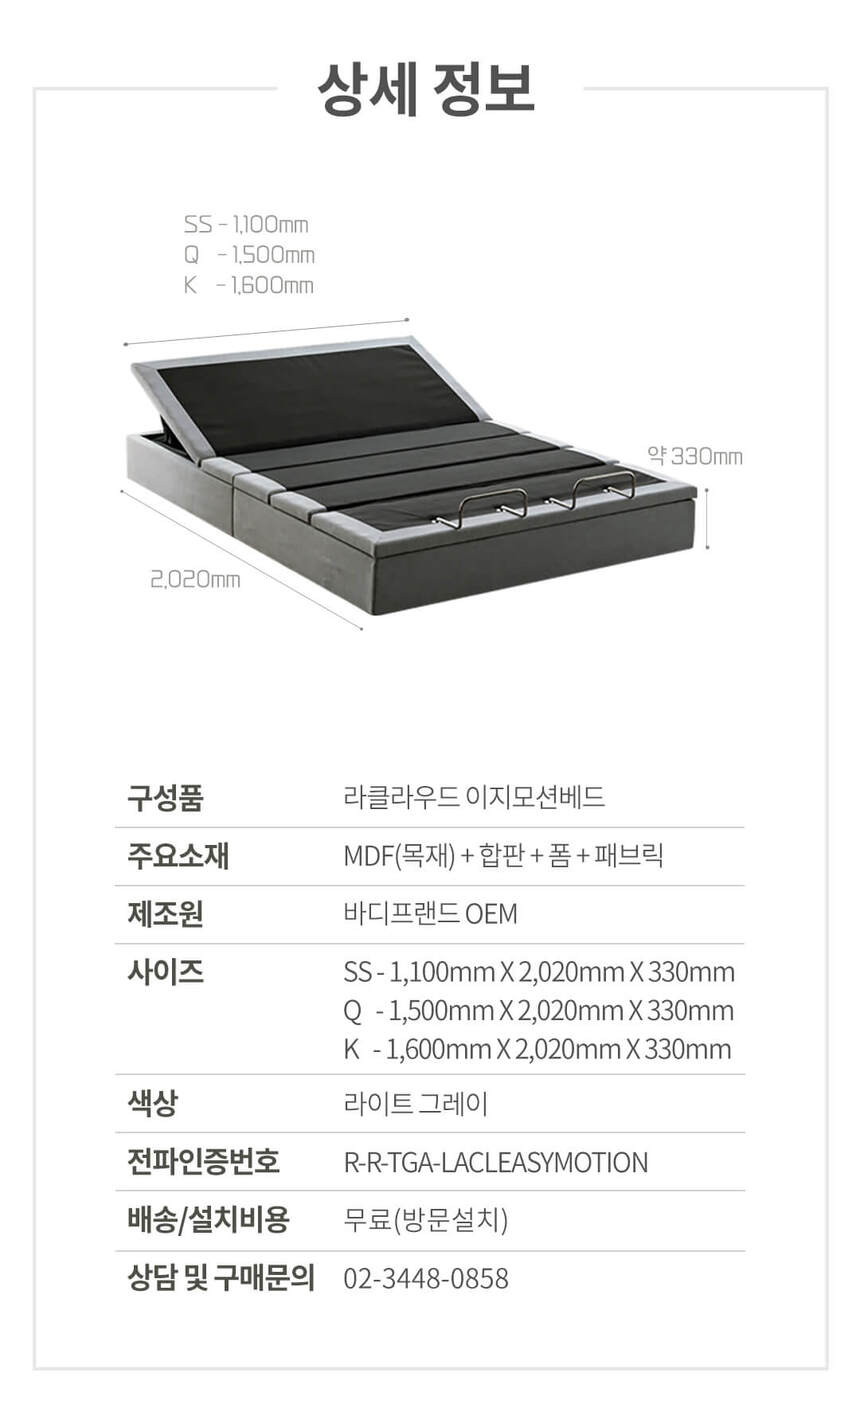 상세 정보
SS - 1,100mm
Q - 1,500mm
K - 1,600mm
약 330mm
2,020mm
구성품 라클라우드 이지모션베드
주요소재 MDF(목재) + 합판 + 폼 + 패브릭
제조원 바디프랜드 OEM
사이즈 SS - 1,100mm X 2,020mm X 330mm
Q - 1,500mm X 2,020mm X 330mm
K - 1,600mm X 2,020mm X 330mm
색상 라이트 그레이
전파인증번호 R-R-TGA-LACLEASYMOTION
배송/설치비용 무료(방문설치)
상담 및 구매문의 02-3448-0858